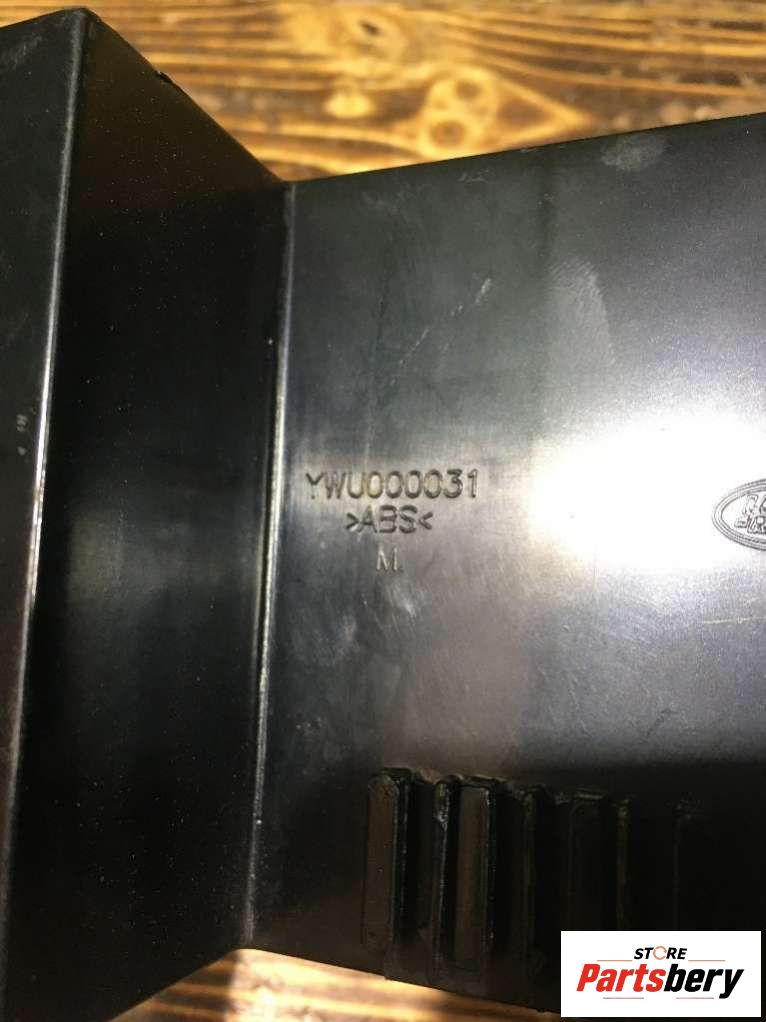 YWU000031
>ABS<
M
STORE
Partsbery